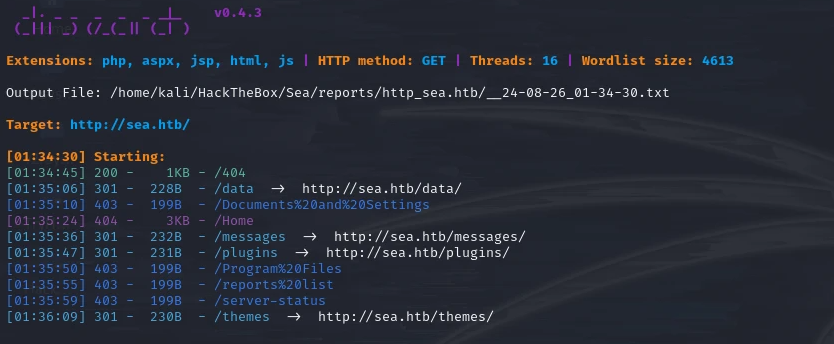 v0.4.3
Extensions: php, aspx, jsp, html, js | HTTP method: GET | Threads: 16 | Wordlist size: 4613
Output File: /home/kali/HackTheBox/Sea/reports/http_sea.htb/__24-08-26_01-34-30.txt
Target: http://sea.htb/
[01:34:30] Starting:
[01:34:45] 200 -    1KB - /404
[01:35:06] 301 -  228B  - /data  ->  http://sea.htb/data/
[01:35:10] 403 -  199B  - /Documents%20and%20Settings
[01:35:24] 404 -    3KB - /Home
[01:35:36] 301 -  232B  - /messages  ->  http://sea.htb/messages/
[01:35:47] 301 -  231B  - /plugins  ->  http://sea.htb/plugins/
[01:35:50] 403 -  199B  - /Program%20Files
[01:35:55] 403 -  199B  - /reports%20list
[01:35:59] 403 -  199B  - /server-status
[01:36:09] 301 -  230B  - /themes  ->  http://sea.htb/themes/